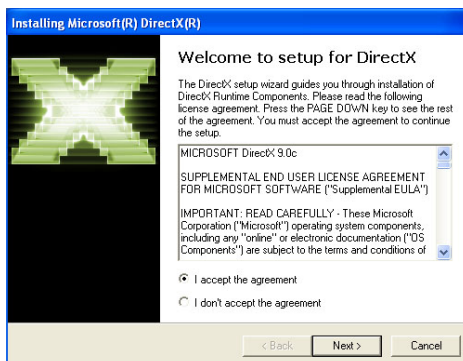 Installing Microsoft(R) DirectX(R)
Welcome to setup for DirectX
The DirectX setup wizard guides you through installation of
DirectX Runtime Components. Please read the following
license agreement. Press the PAGE DOWN key to see the rest
of the agreement. You must accept the agreement to continue
the setup.
MICROSOFT DirectX 9.0c
SUPPLEMENTAL END USER LICENSE AGREEMENT
FOR MICROSOFT SOFTWARE ("Supplemental EULA")
IMPORTANT: READ CAREFULLY - These Microsoft
Corporation ("Microsoft") operating system components,
including any "online" or electronic documentation ("OS
Components") are subject to the terms and conditions of
I accept the agreement
I don't accept the agreement
< Back
Next >
Cancel